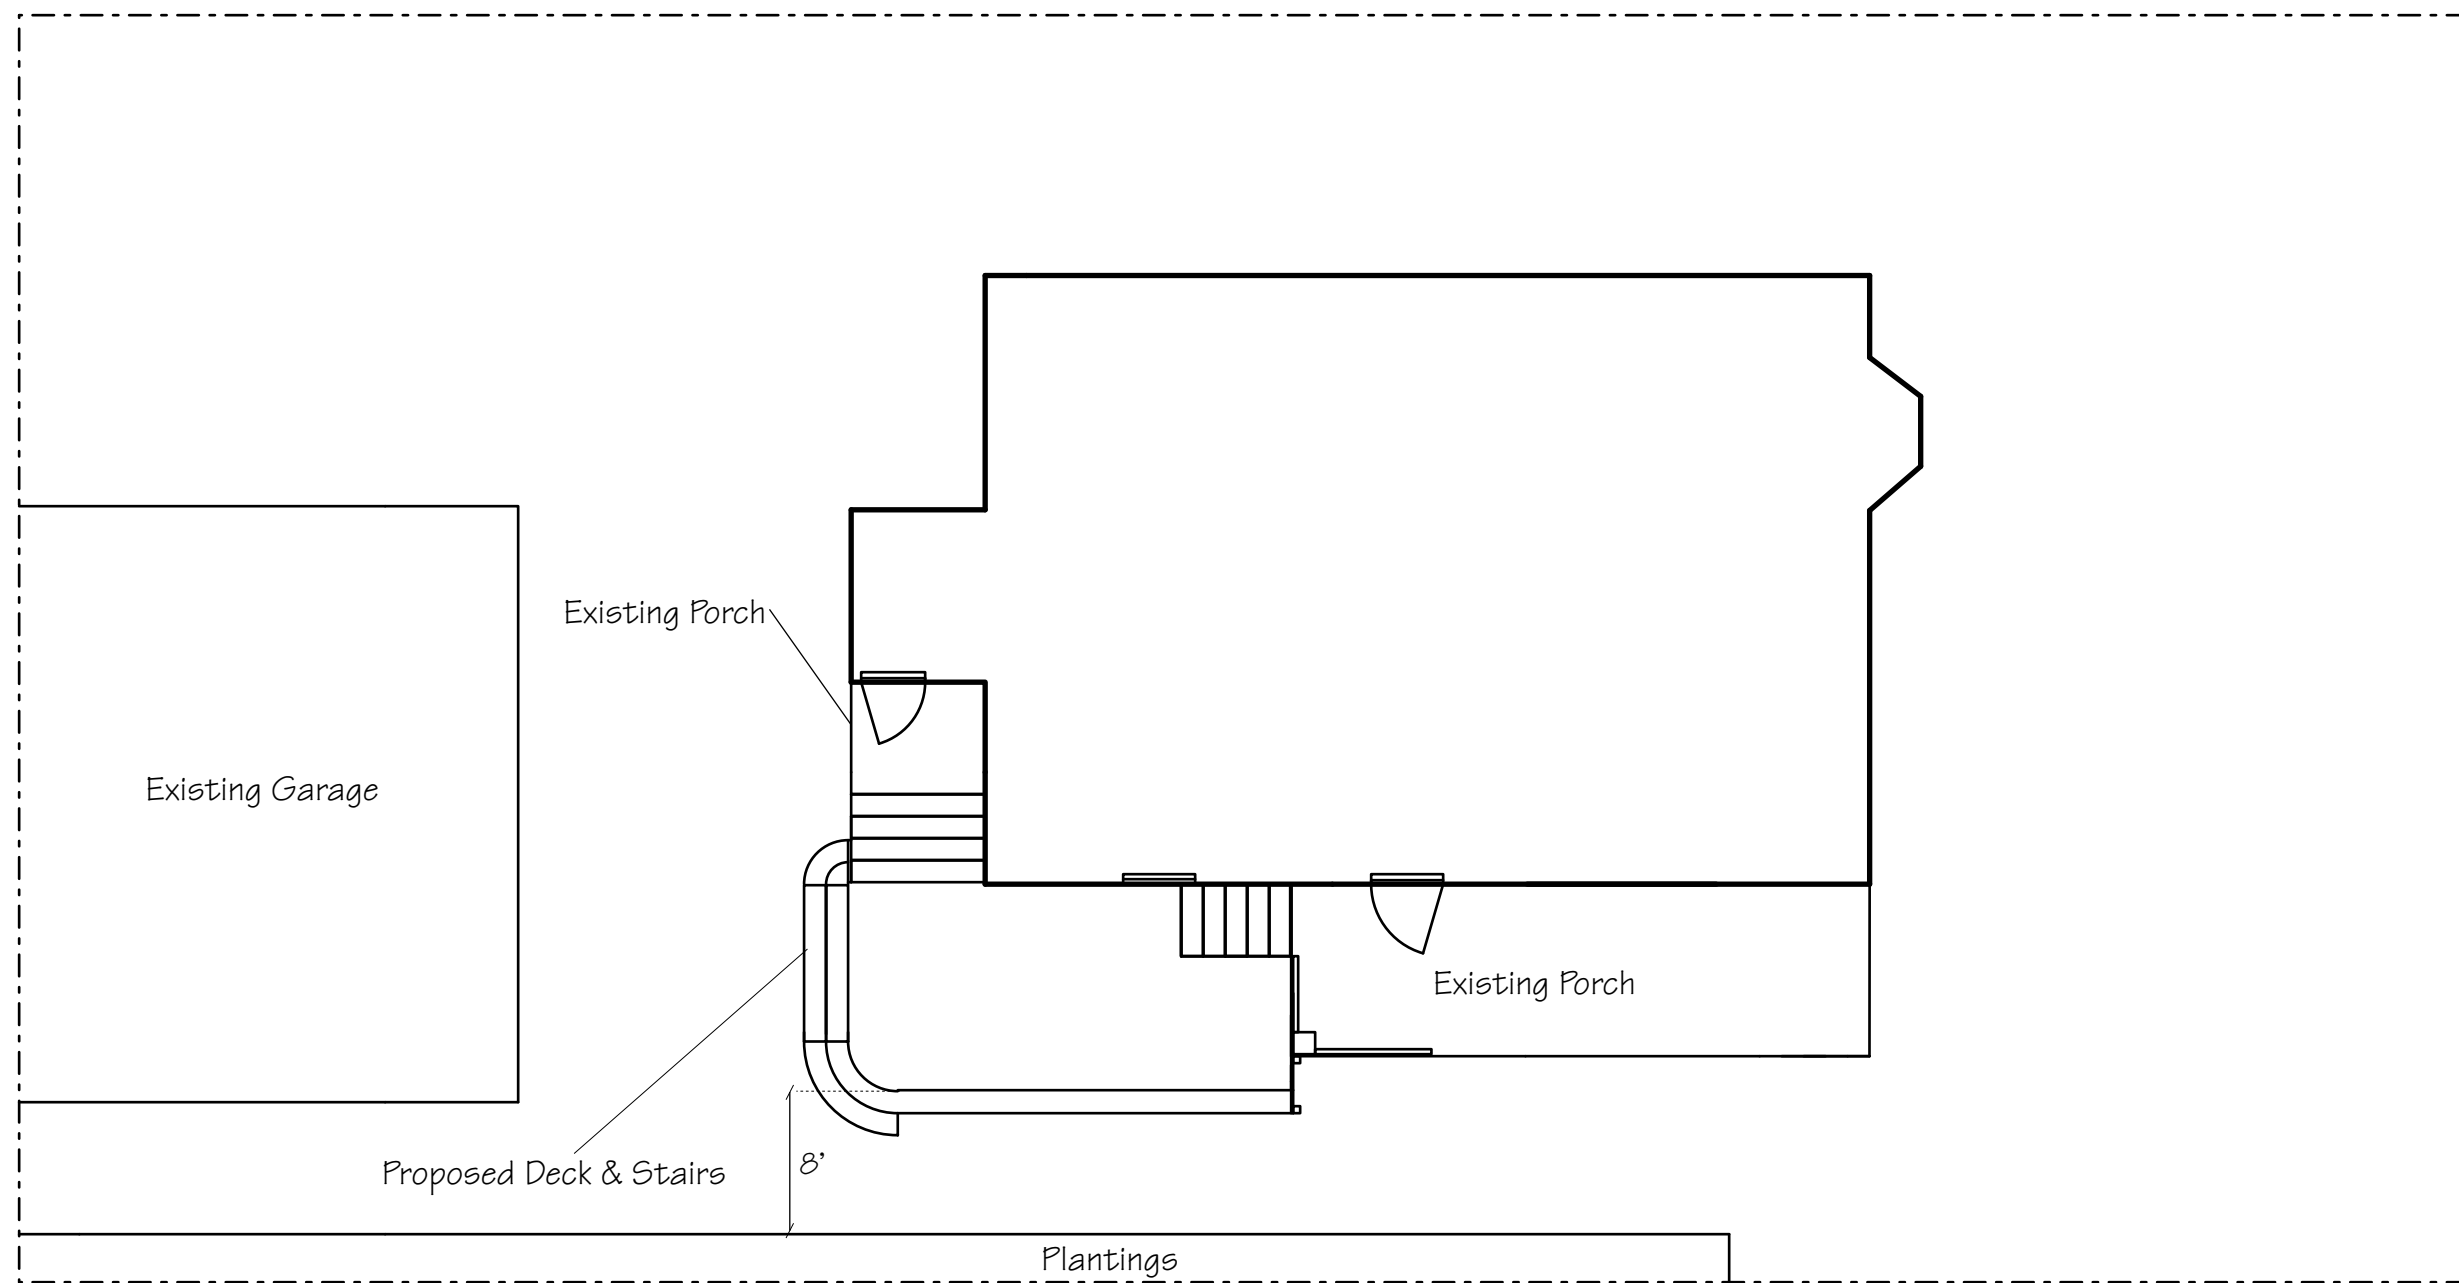 Existing Porch
Existing Garage
Existing Porch
Proposed Deck & Stairs
8'
Plantings